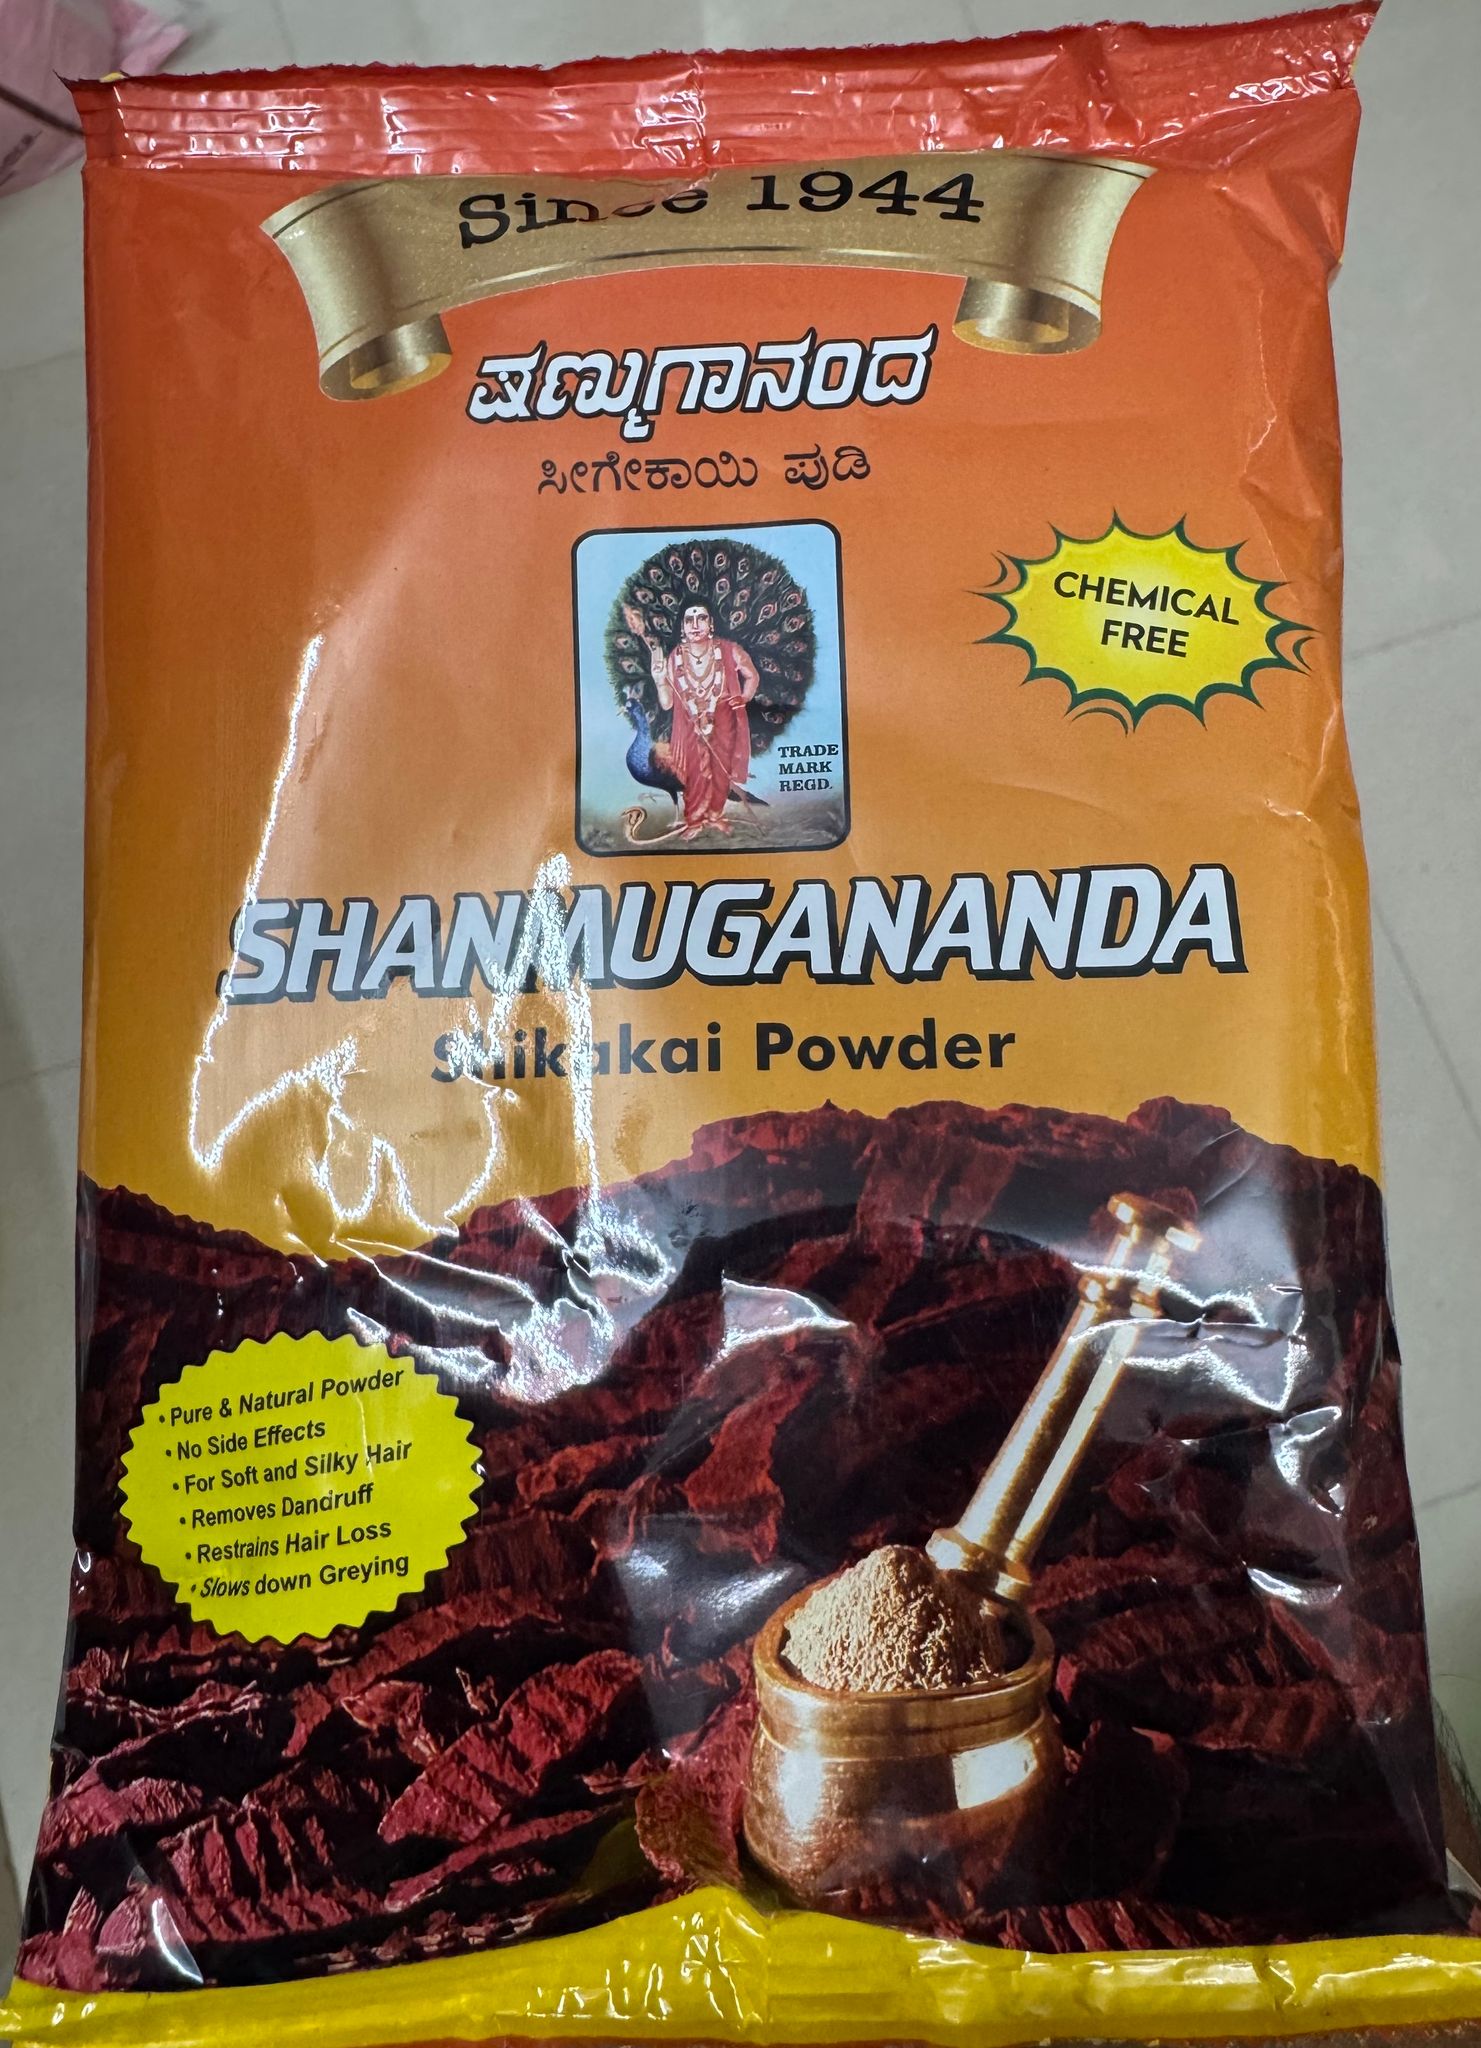 Since 1944
ಷಣ್ಮುಗಾನಂದ
ಸೀಗೇಕಾಯಿ ಪುಡಿ
CHEMICAL
FREE
TRADE
MARK
REGD.
SHANMUGANANDA
Shikakai Powder
• Pure & Natural Powder
• No Side Effects
• For Soft and Silky Hair
• Removes Dandruff
• Restrains Hair Loss
• Slows down Greying